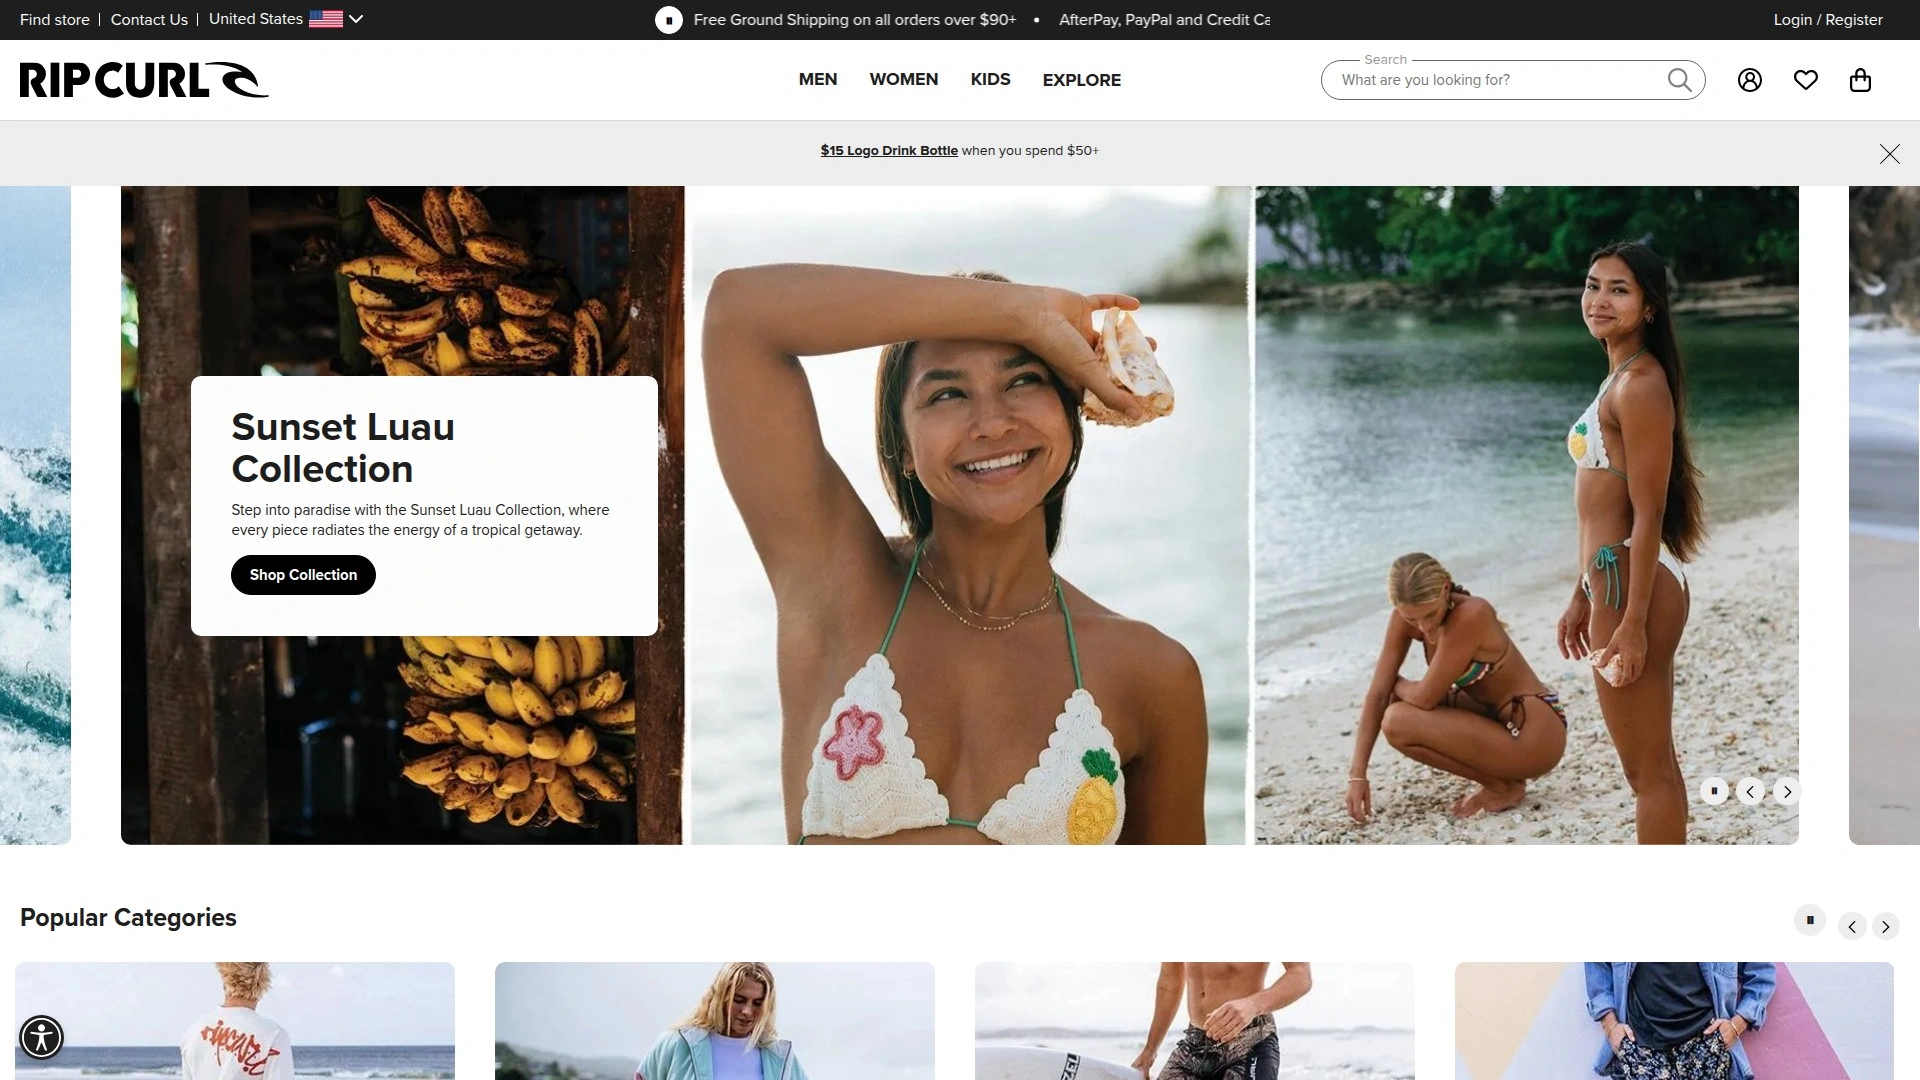 Find store
Contact Us
United States
Free Ground Shipping on all orders over $90+ • AfterPay, PayPal and Credit Ca
Login / Register
RIP CURL
MEN
WOMEN
KIDS
EXPLORE
Search
What are you looking for?
$15 Logo Drink Bottle when you spend $50+
Sunset Luau
Collection
Step into paradise with the Sunset Luau Collection, where
every piece radiates the energy of a tropical getaway.
Shop Collection
Popular Categories